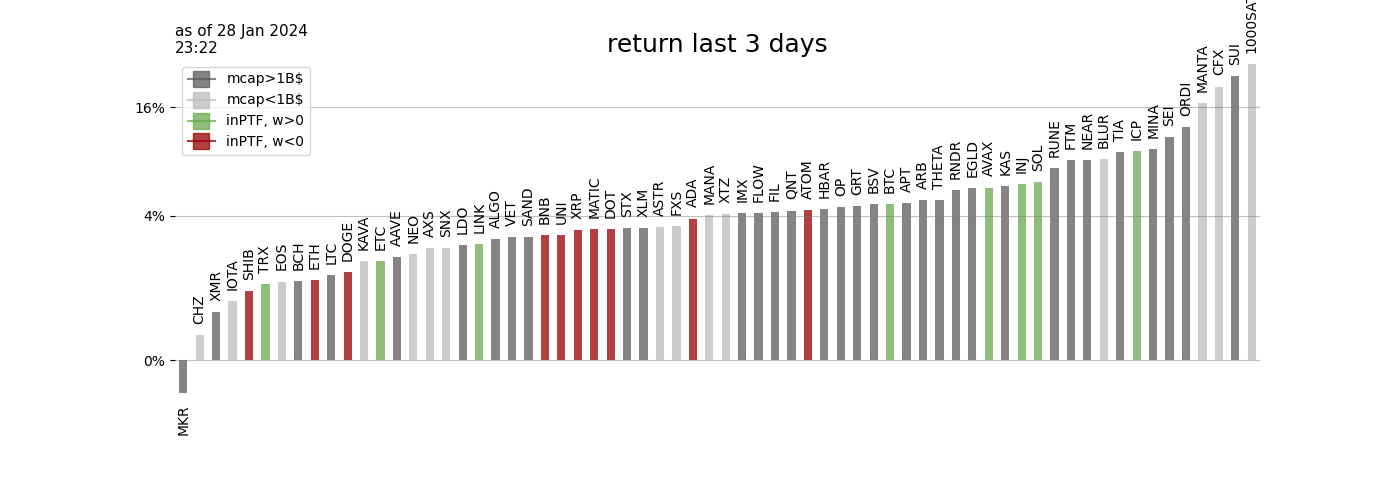 as of 28 Jan 2024
23:22
return last 3 days
mcap>1B$
mcap<1B$
inPTF, w>0
inPTF, w<0
16%
4%
0%
MKR
CHZ
XMR
IOTA
SHIB
TRX
EOS
BCH
ETH
LTC
DOGE
KAVA
ETC
AAVE
NEO
AXS
SNX
LDO
LINK
ALGO
VET
SAND
BNB
UNI
XRP
MATIC
DOT
STX
XLM
ASTR
FXS
ADA
MANA
XTZ
IMX
FLOW
FIL
QNT
ATOM
HBAR
OP
GRT
BSV
BTC
APT
ARB
THETA
RNDR
EGLD
AVAX
KAS
INJ
SOL
RUNE
FTM
NEAR
BLUR
TIA
ICP
MINA
SEI
ORDI
MANTA
CFX
SUI